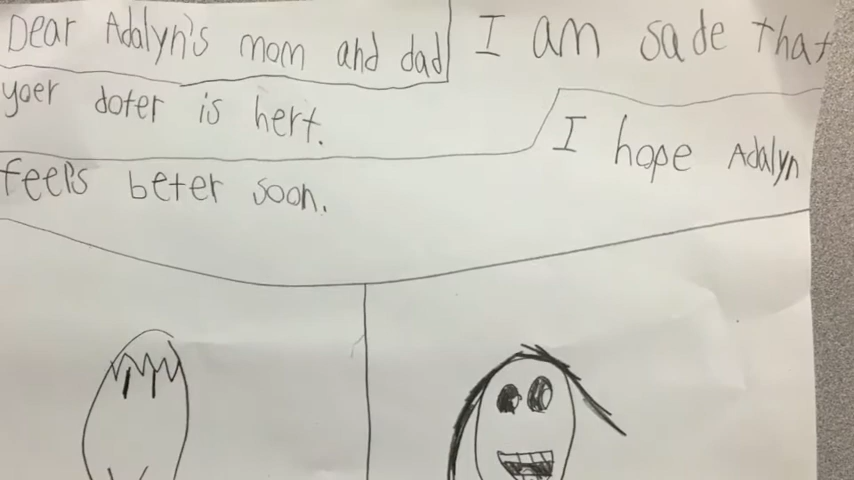 Dear Adalyn's mom and dad I am sade that
yoer doter is hert.
I hope Adalyn
feels beter soon.